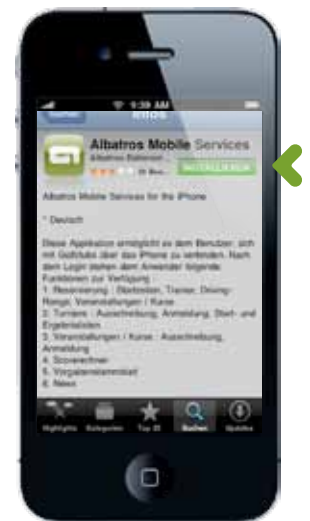 9:39 AM
Infos
Albatros Mobile Services
Albatros Datenser...
INSTALLIEREN
Albatros Mobile Services for the iPhone
* Deutsch
Diese Applikation ermöglicht es dem Benutzer, sich
mit Golfclubs über das iPhone zu verbinden. Nach
dem Login stehen dem Anwender folgende
Funktionen zur Verfügung :
1. Reservierung : Startzeiten, Trainer, Driving-
Range, Veranstaltungen / Kurse
2. Turniere : Ausschreibung, Anmeldung, Start- und
Ergebnislisten
3. Veranstaltungen / Kurse : Ausschreibung,
Anmeldung
4. Scorerechner
5. Vorgabenstammblatt
6. News
Highlights Kategorien Top 25 Suchen Updates